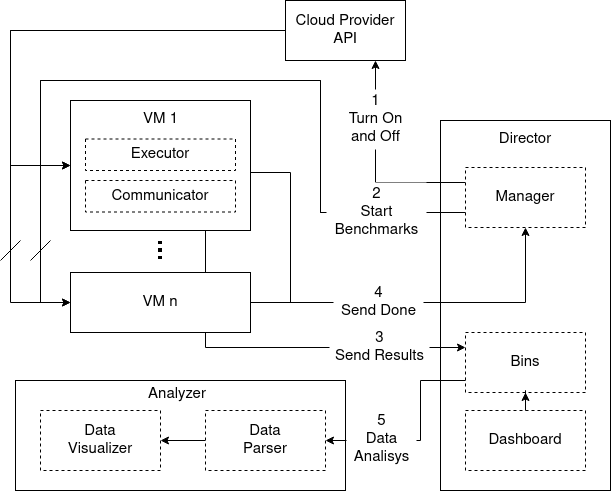 Cloud Provider
API
1
Turn On
and Off
VM 1
Executor
Communicator
Director
Manager
2
Start
Benchmarks
VM n
4
Send Done
3
Send Results
Bins
Analyzer
Data
Visualizer
Data
Parser
5
Data
Analisys
Dashboard